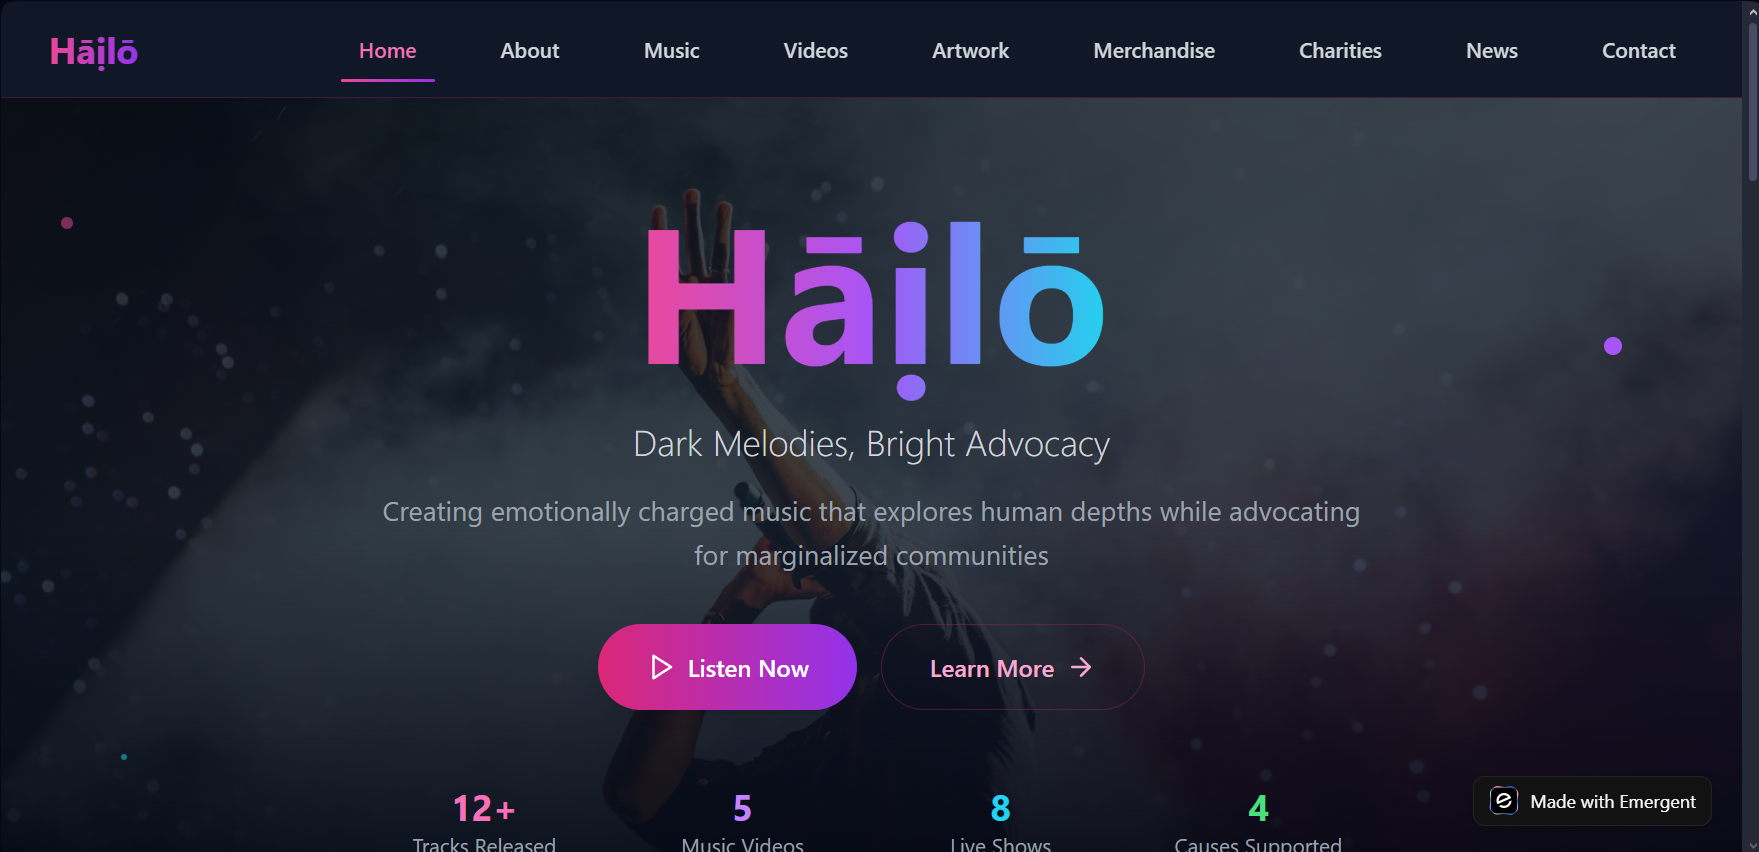 Hāịlō
Home
About
Music
Videos
Artwork
Merchandise
Charities
News
Contact
Hāịlō
Dark Melodies, Bright Advocacy
Creating emotionally charged music that explores human depths while advocating
for marginalized communities
Listen Now
Learn More
12+
5
8
4
Tracks Released
Music Videos
Live Shows
Causes Supported
Made with Emergent